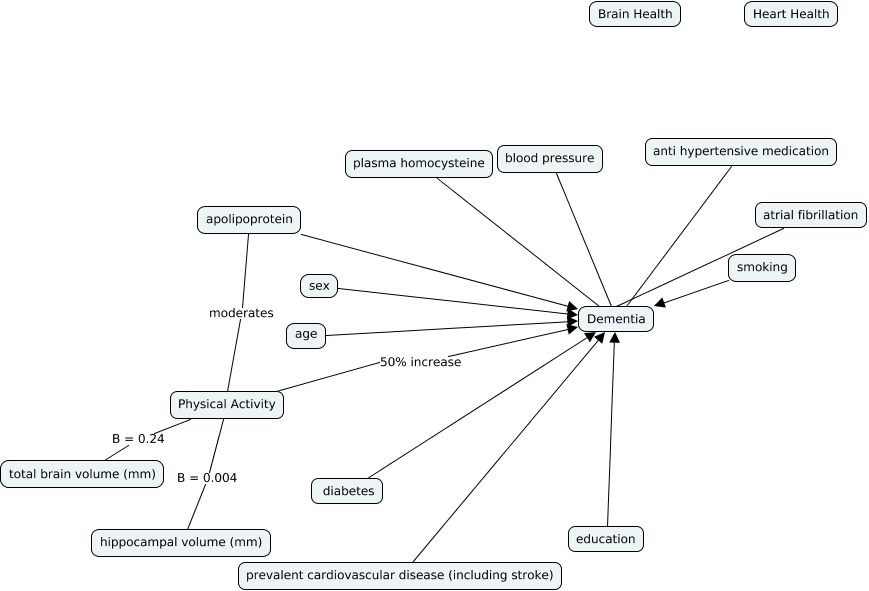 Brain Health
Heart Health
anti hypertensive medication
blood pressure
plasma homocysteine
atrial fibrillation
apolipoprotein
smoking
sex
moderates
Dementia
age
50% increase
Physical Activity
B = 0.24
total brain volume (mm)
B = 0.004
diabetes
education
hippocampal volume (mm)
prevalent cardiovascular disease (including stroke)